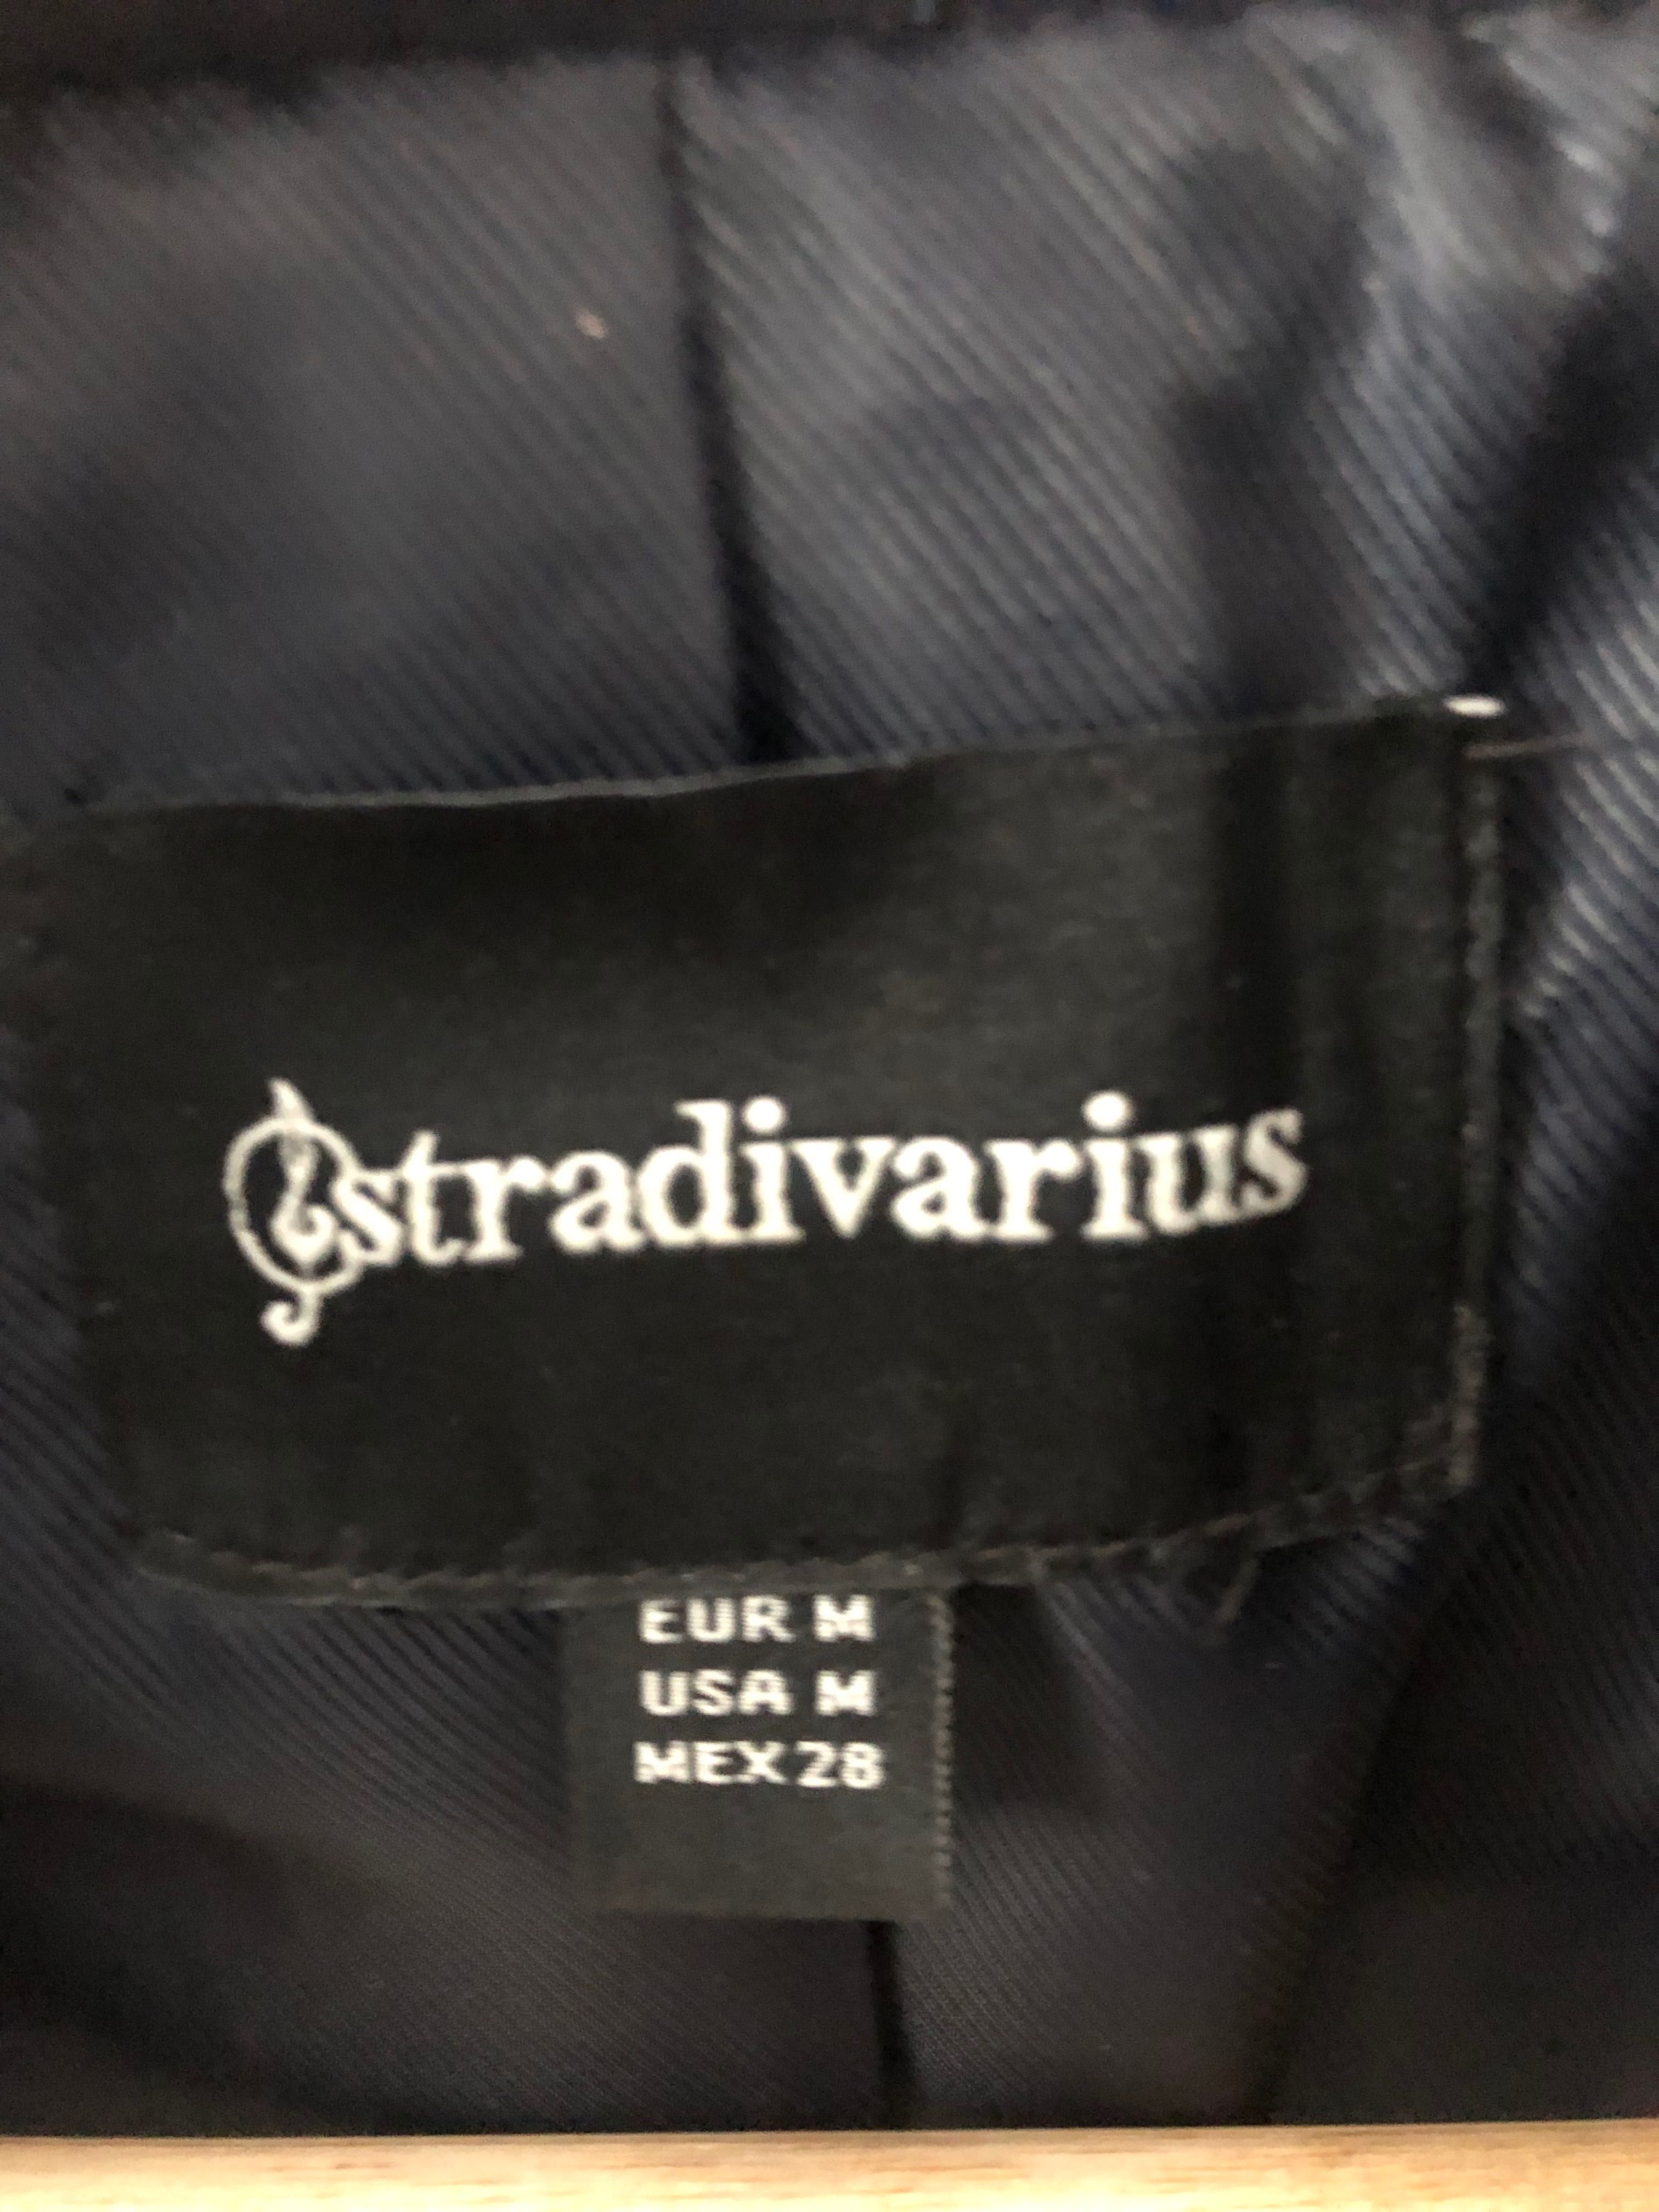 stradivarius
EUR M
USA M
MEX 28